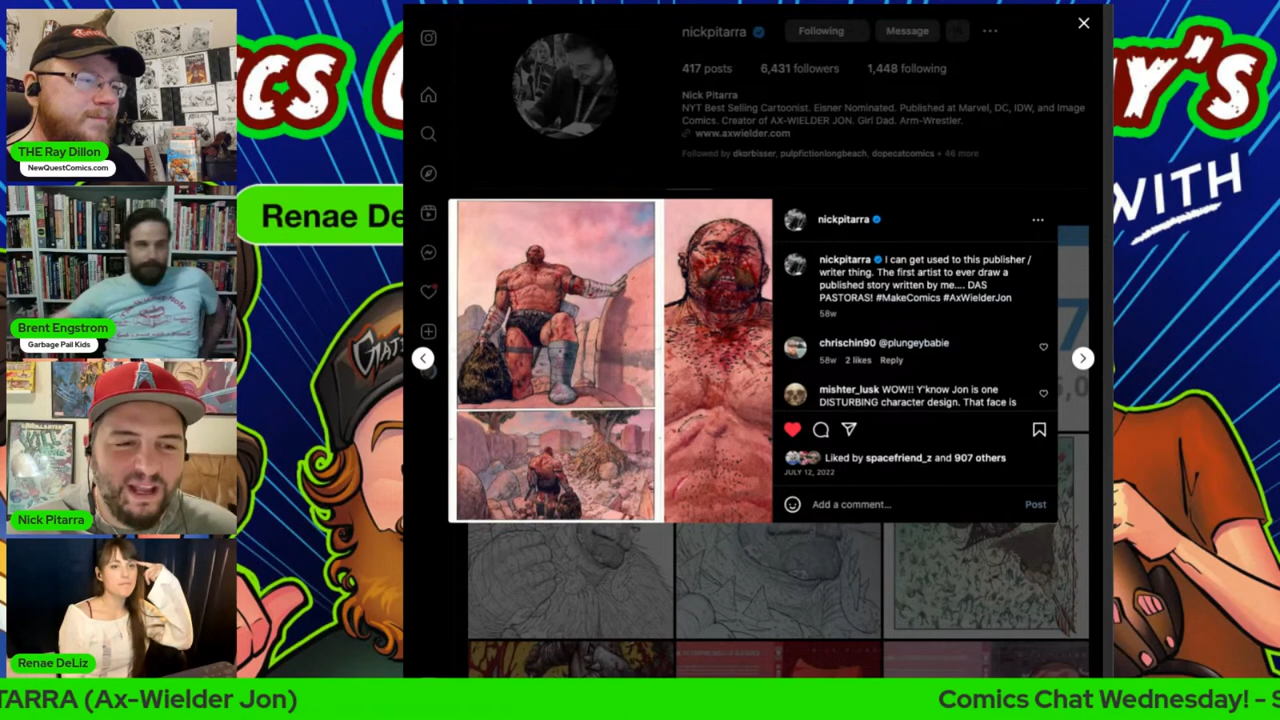 THE Ray Dillon
NewQuestComics.com
Brent Engstrom
Garbage Pail Kids
Nick Pitarra
Renae DeLiz
CS
Y'S
WITH
Renae De
nickpitarra
Following
Message
417 posts
6,431 followers
1,448 following
Nick Pitarra
NYT Best Selling Cartoonist. Eisner Nominated. Published at Marvel, DC, IDW, and Image
Comics. Creator of AX-WIELDER JON. Girl Dad. Arm-Wrestler.
www.axwielder.com
Followed by dkorbisser, pulpfictionlongbeach, dopecatcomics + 46 more
nickpitarra
nickpitarra I can get used to this publisher /
writer thing. The first artist to ever draw a
published story written by me.... DAS
PASTORAS! #MakeComics #AxWielderJon
58w
chrischin90 @plungeybabie
58w 2 likes Reply
mishter_lusk WOW!! Y'know Jon is one
DISTURBING character design. That face is
Liked by spacefriend_z and 907 others
JULY 12, 2022
Add a comment...
Post
TARRA (Ax-Wielder Jon)
Comics Chat Wednesday! - S